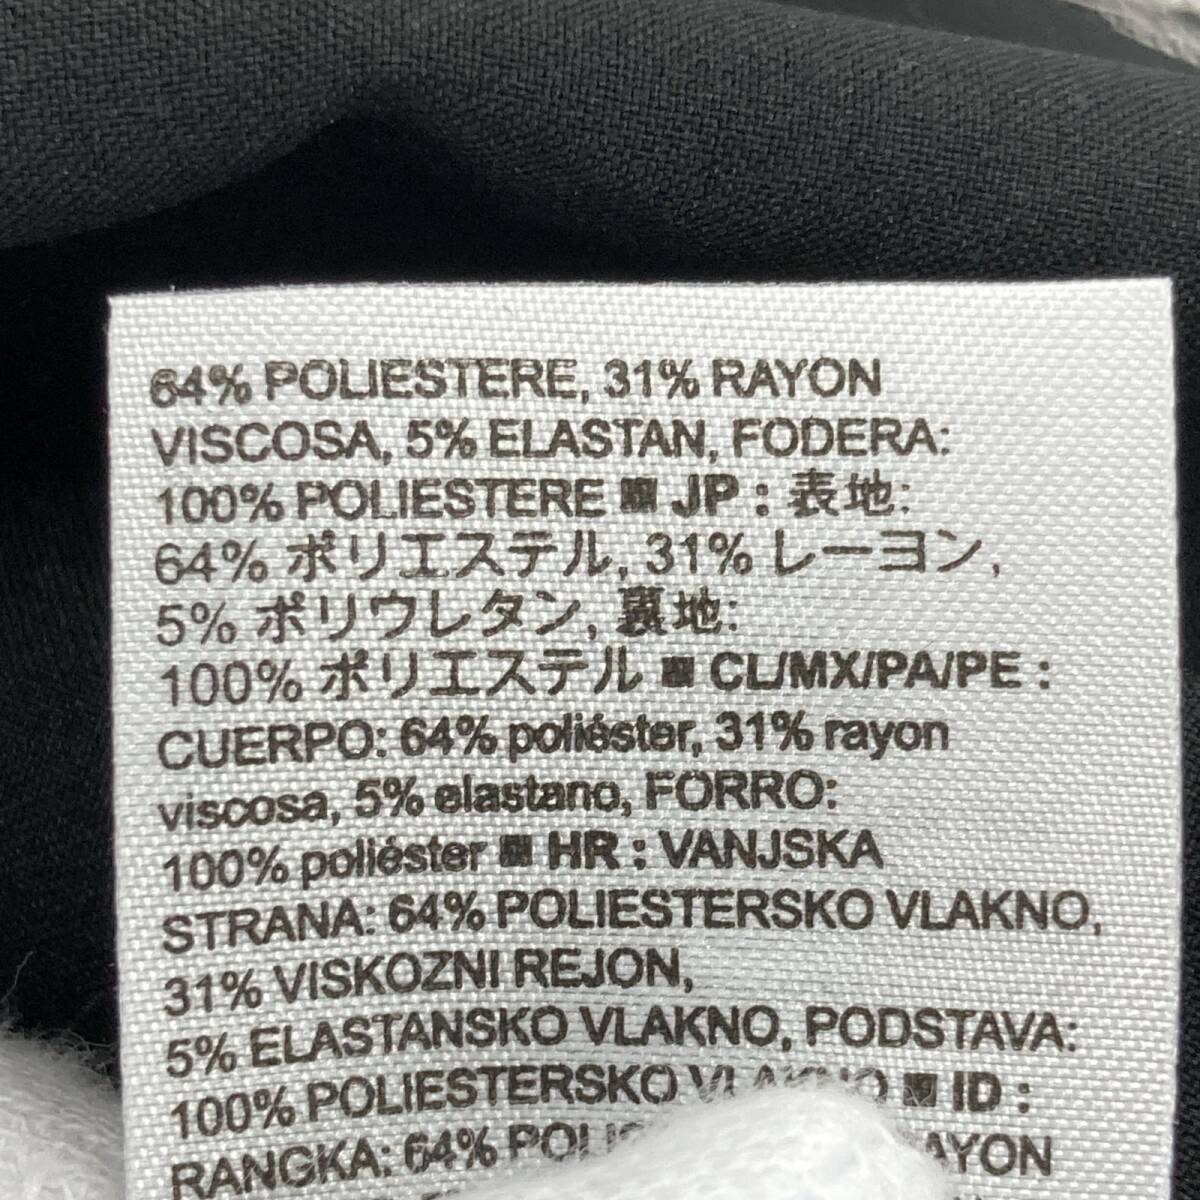 64% POLIESTERE, 31% RAYON
VISCOSA, 5% ELASTAN, FODERA:
100% POLIESTERE ■ JP : 表地:
64% ポリエステル, 31% レーヨン,
5% ポリウレタン, 裏地:
100% ポリエステル ■ CL/MX/PA/PE :
CUERPO: 64% poliéster, 31% rayon
viscosa, 5% elastano, FORRO:
100% poliéster ■ HR : VANJSKA
STRANA: 64% POLIESTERSKO VLAKNO,
31% VISKOZNI REJON,
5% ELASTANSKO VLAKNO, PODSTAVA:
100% POLIESTERSKO VLAKNO ■ ID :
RANGKA: 64%